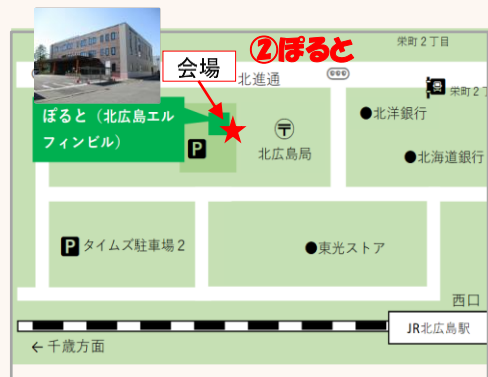 ②ぽると
栄町２丁目
会場
北進通
栄町２丁
ぽると（北広島エル
フィンビル）
●北洋銀行
〒
P
北広島局
●北海道銀行
P タイムズ駐車場２
●東光ストア
西口
JR北広島駅
←千歳方面